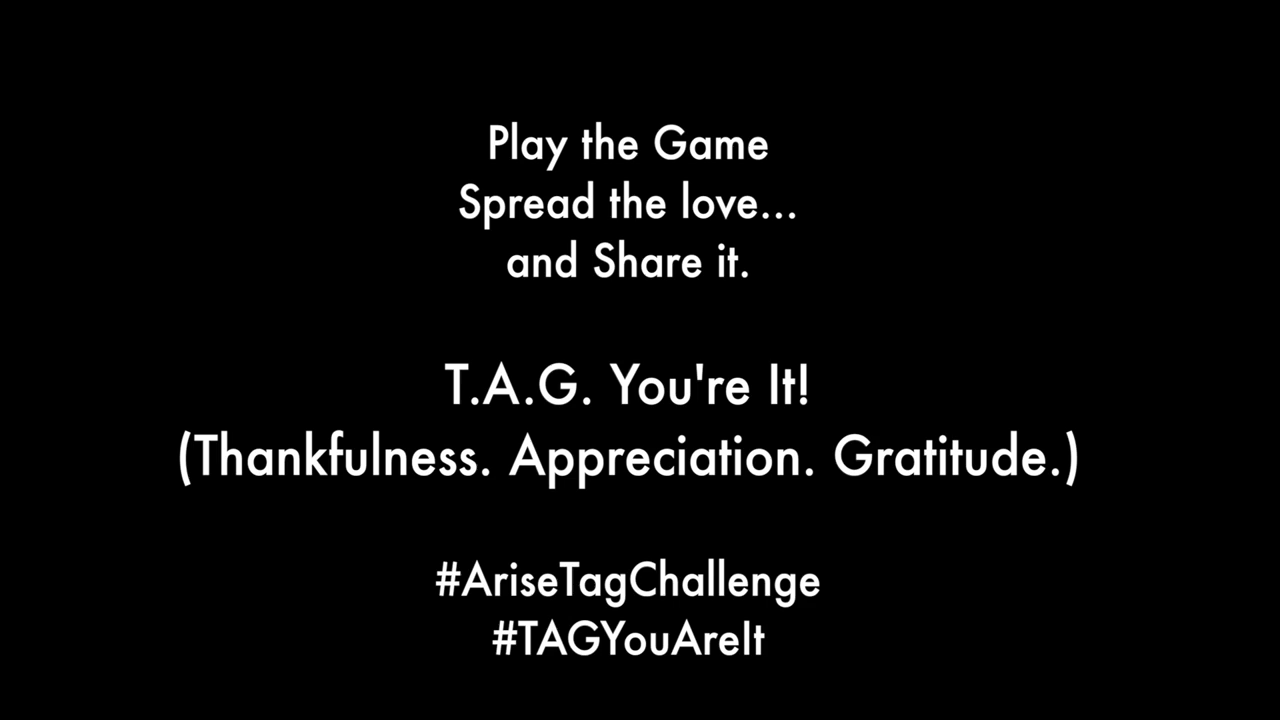 Play the Game
Spread the love...
and Share it.
T.A.G. You're It!
(Thankfulness. Appreciation. Gratitude.)
#AriseTagChallenge
#TAGYouAreIt